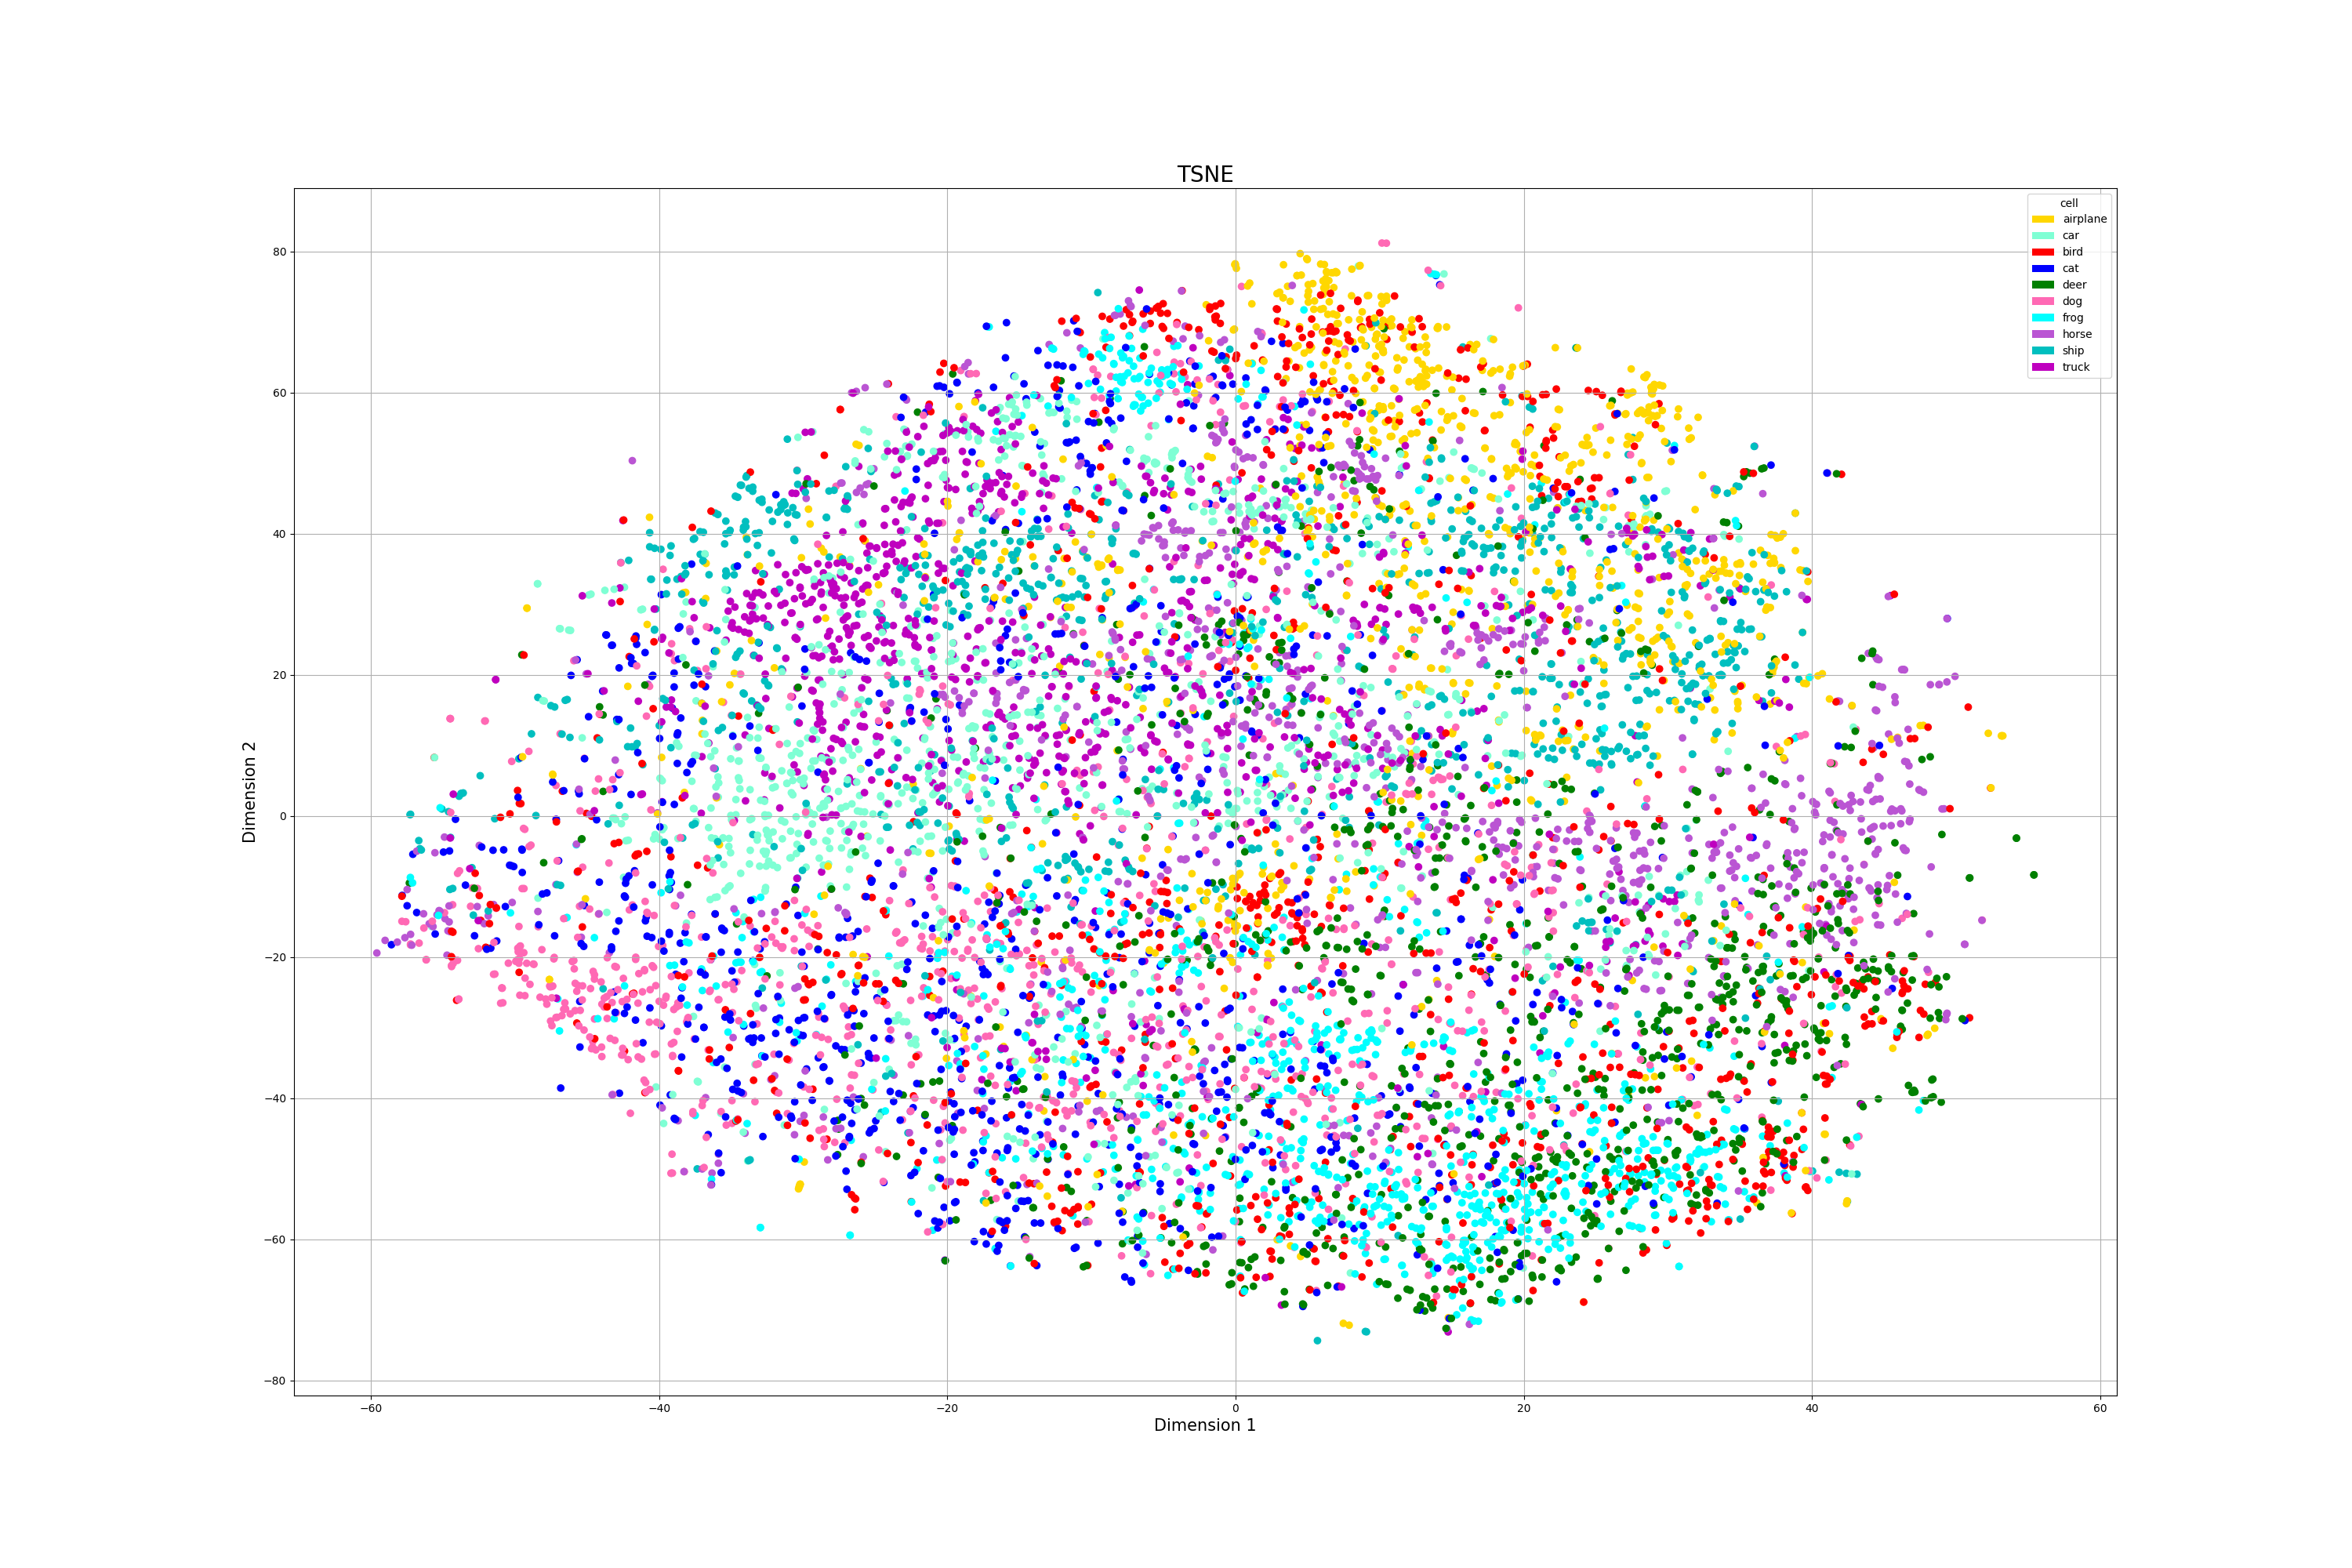 TSNE
cell
airplane
car
bird
cat
deer
dog
frog
horse
ship
truck
80
60
40
20
0
−20
−40
−60
−80
Dimension 2
−60
−40
−20
0
20
40
60
Dimension 1